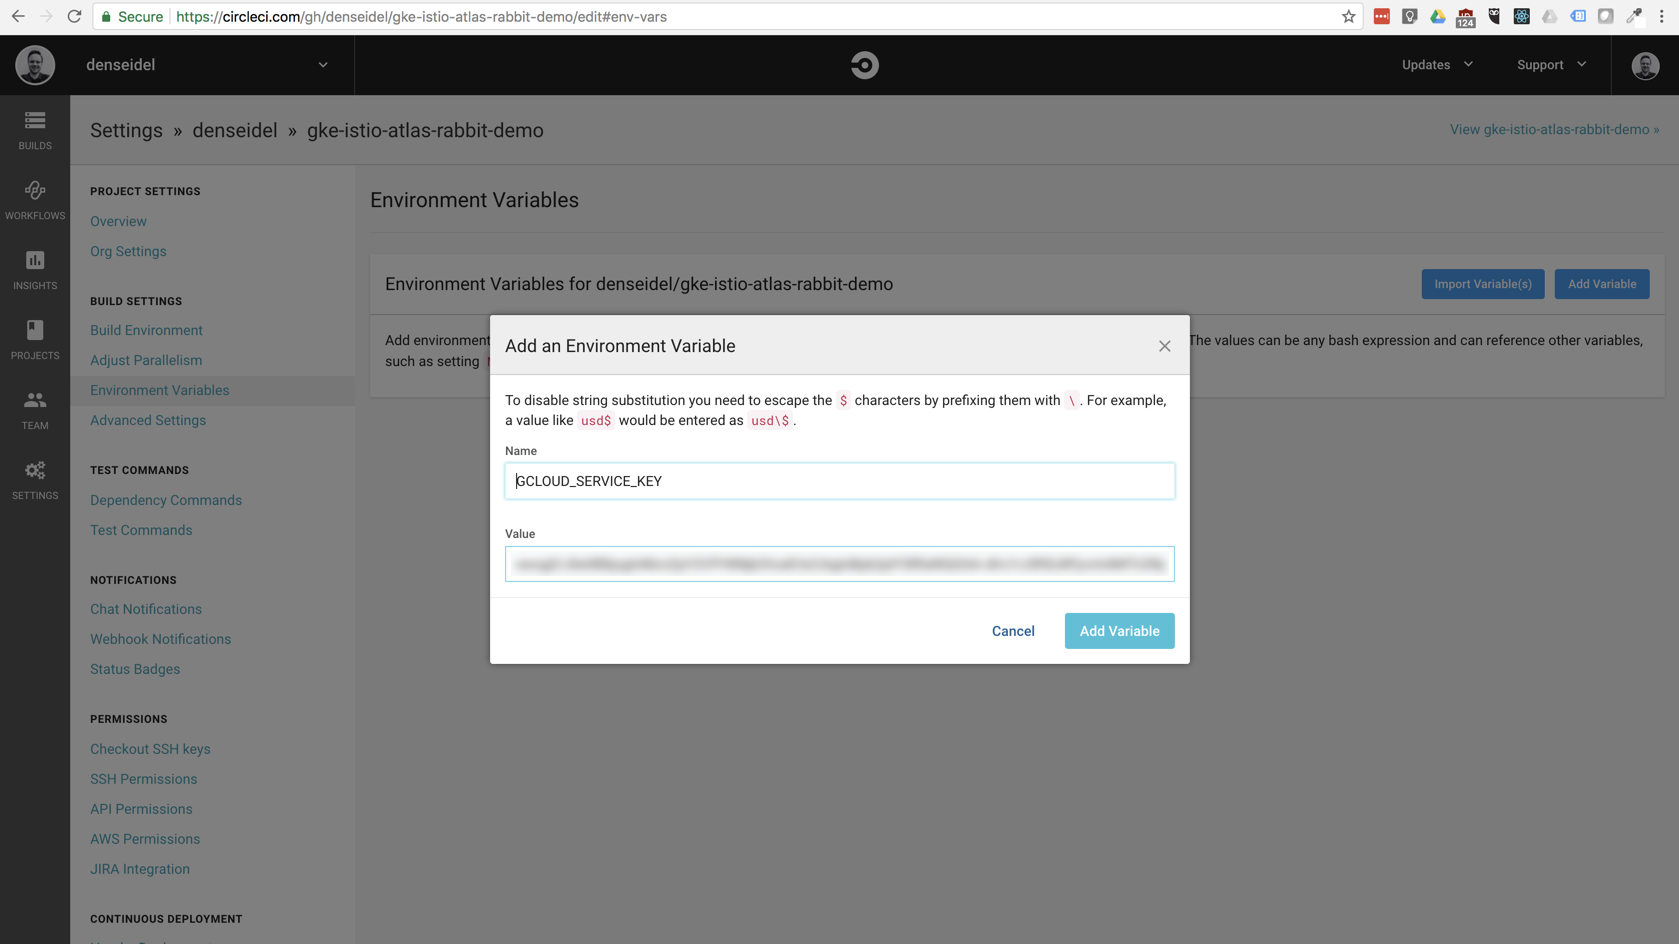 Secure
https://circleci.com/gh/denseidel/gke-istio-atlas-rabbit-demo/edit#env-vars
124
denseidel
Updates
Support
BUILDS
WORKFLOWS
INSIGHTS
PROJECTS
TEAM
SETTINGS
Settings » denseidel » gke-istio-atlas-rabbit-demo
View gke-istio-atlas-rabbit-demo »
PROJECT SETTINGS
Overview
Org Settings
BUILD SETTINGS
Build Environment
Adjust Parallelism
Environment Variables
Advanced Settings
TEST COMMANDS
Dependency Commands
Test Commands
NOTIFICATIONS
Chat Notifications
Webhook Notifications
Status Badges
PERMISSIONS
Checkout SSH keys
SSH Permissions
API Permissions
AWS Permissions
JIRA Integration
CONTINUOUS DEPLOYMENT
Environment Variables
Environment Variables for denseidel/gke-istio-atlas-rabbit-demo
Import Variable(s)
Add Variable
Add environment
The values can be any bash expression and can reference other variables,
such as setting
Add an Environment Variable
To disable string substitution you need to escape the $ characters by prefixing them with \. For example,
a value like usd$ would be entered as usd\$.
Name
GCLOUD_SERVICE_KEY
Value
Cancel
Add Variable